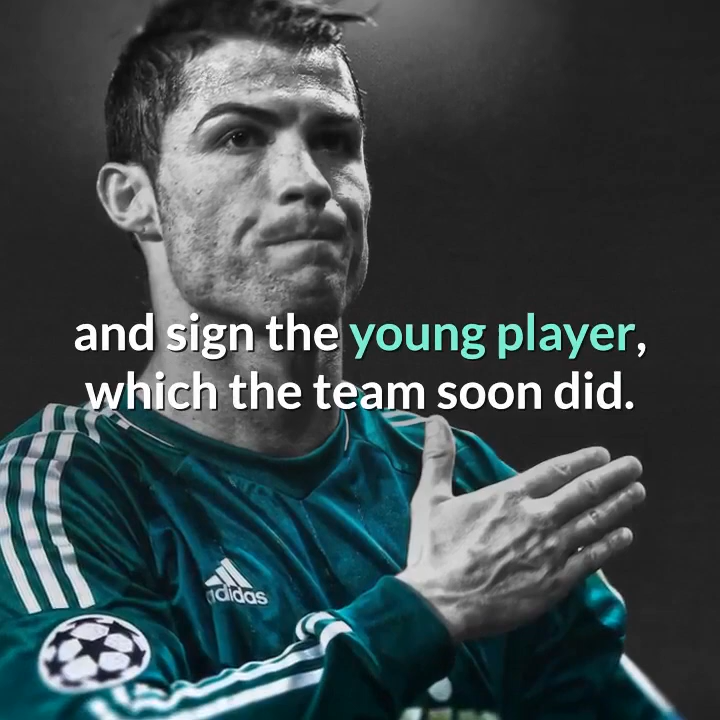 and sign the young player,
which the team soon did.
adidas